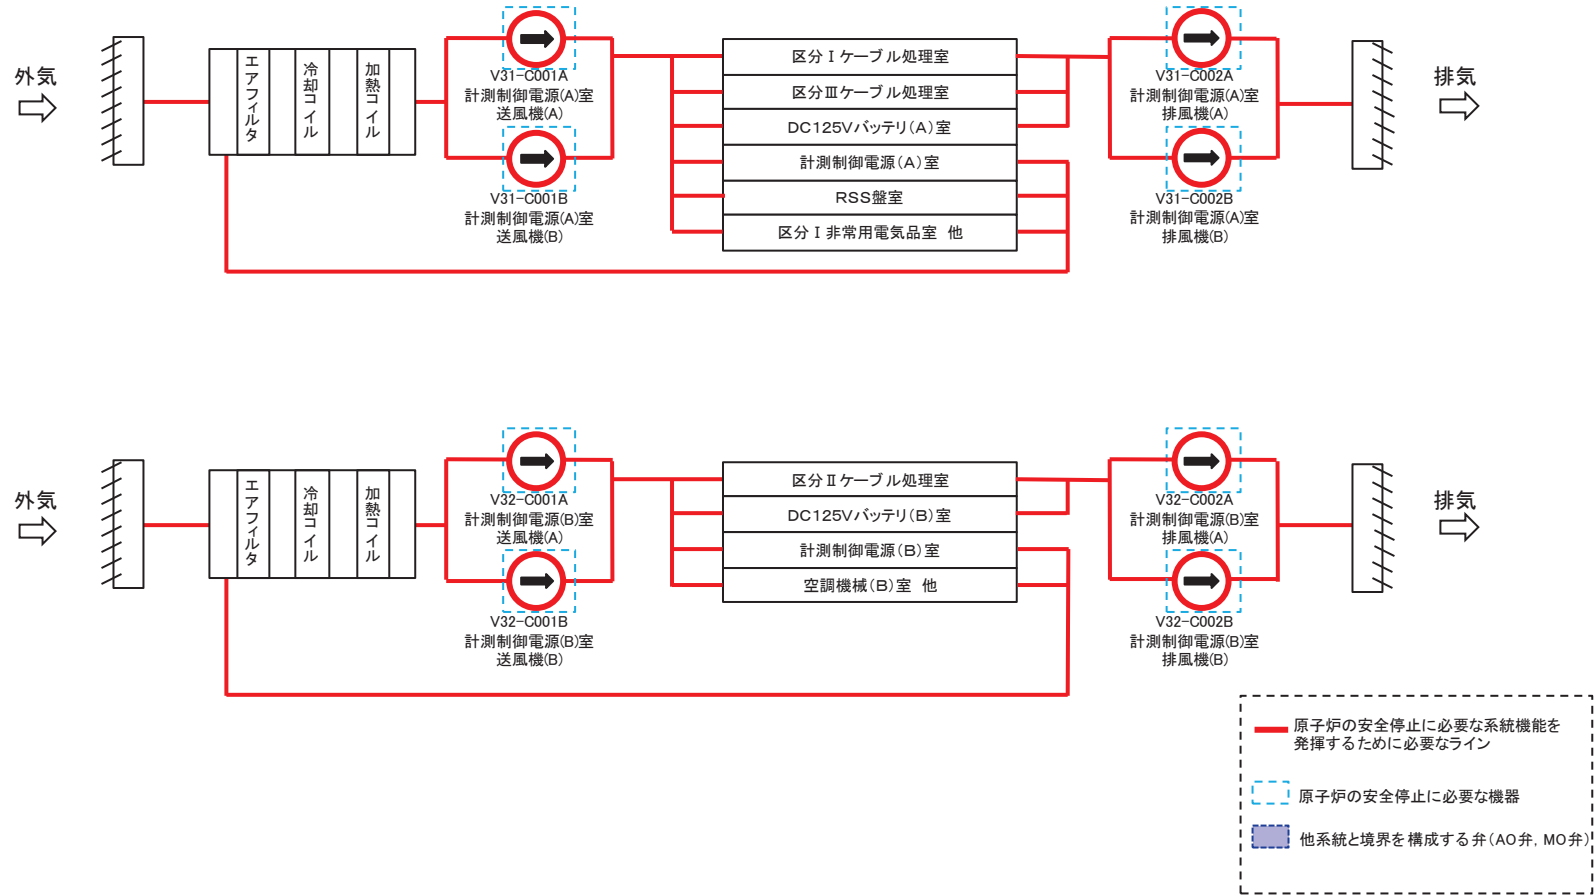 外気
エアフィルタ
冷却コイル
加熱コイル
V31-C001A
計測制御電源(A)室
送風機(A)
V31-C001B
計測制御電源(A)室
送風機(B)
区分Ⅰケーブル処理室
区分Ⅲケーブル処理室
DC125Vバッテリ(A)室
計測制御電源(A)室
RSS盤室
区分Ⅰ非常用電気品室 他
V31-C002A
計測制御電源(A)室
排風機(A)
V31-C002B
計測制御電源(A)室
排風機(B)
排気
外気
エアフィルタ
冷却コイル
加熱コイル
V32-C001A
計測制御電源(B)室
送風機(A)
V32-C001B
計測制御電源(B)室
送風機(B)
区分Ⅱケーブル処理室
DC125Vバッテリ(B)室
計測制御電源(B)室
空調機械(B)室 他
V32-C002A
計測制御電源(B)室
排風機(A)
V32-C002B
計測制御電源(B)室
排風機(B)
排気
原子炉の安全停止に必要な系統機能を
発揮するために必要なライン
原子炉の安全停止に必要な機器
他系統と境界を構成する弁(AO弁, MO弁)